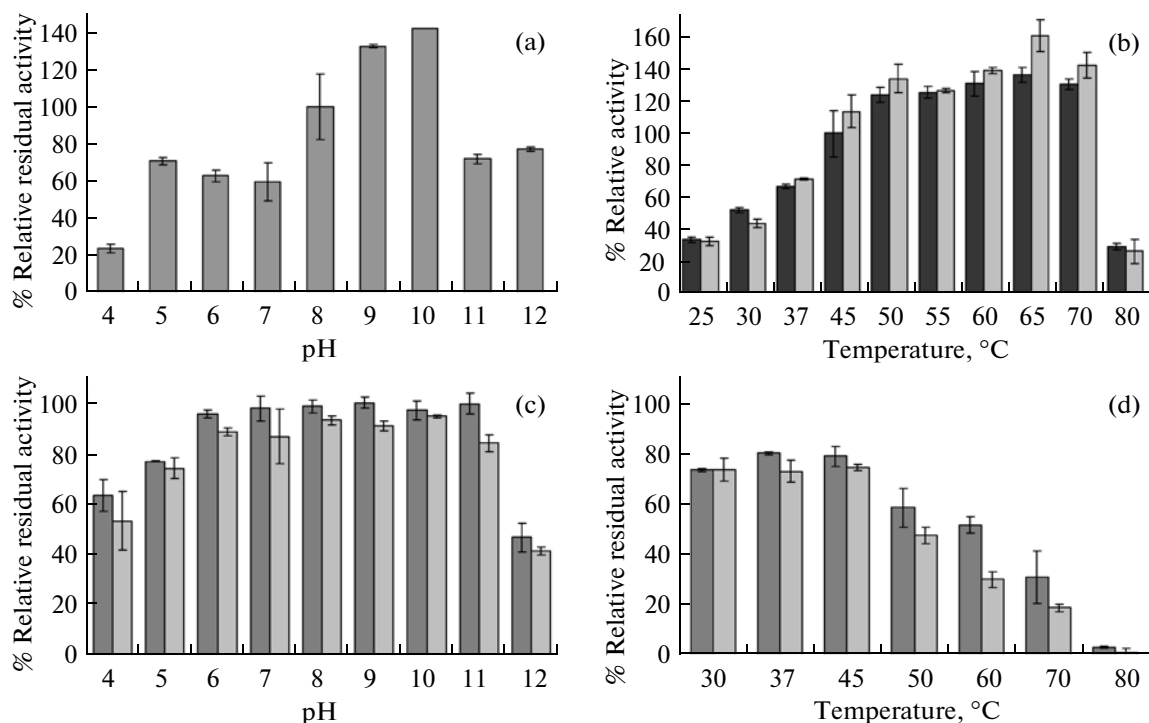 140
120
100
80
60
40
20
0
% Relative residual activity
(a)
4 5 6 7 8 9 10 11 12
pH
160
140
120
100
80
60
40
20
0
% Relative activity
(b)
25 30 37 45 50 55 60 65 70 80
Temperature, °C
100
80
60
40
20
0
% Relative residual activity
(c)
4 5 6 7 8 9 10 11 12
pH
100
80
60
40
20
0
% Relative residual activity
(d)
30 37 45 50 60 70 80
Temperature, °C